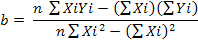 b = n ∑XiYi − (∑Xi)(∑Yi) / n∑Xi² − (∑Xi)²